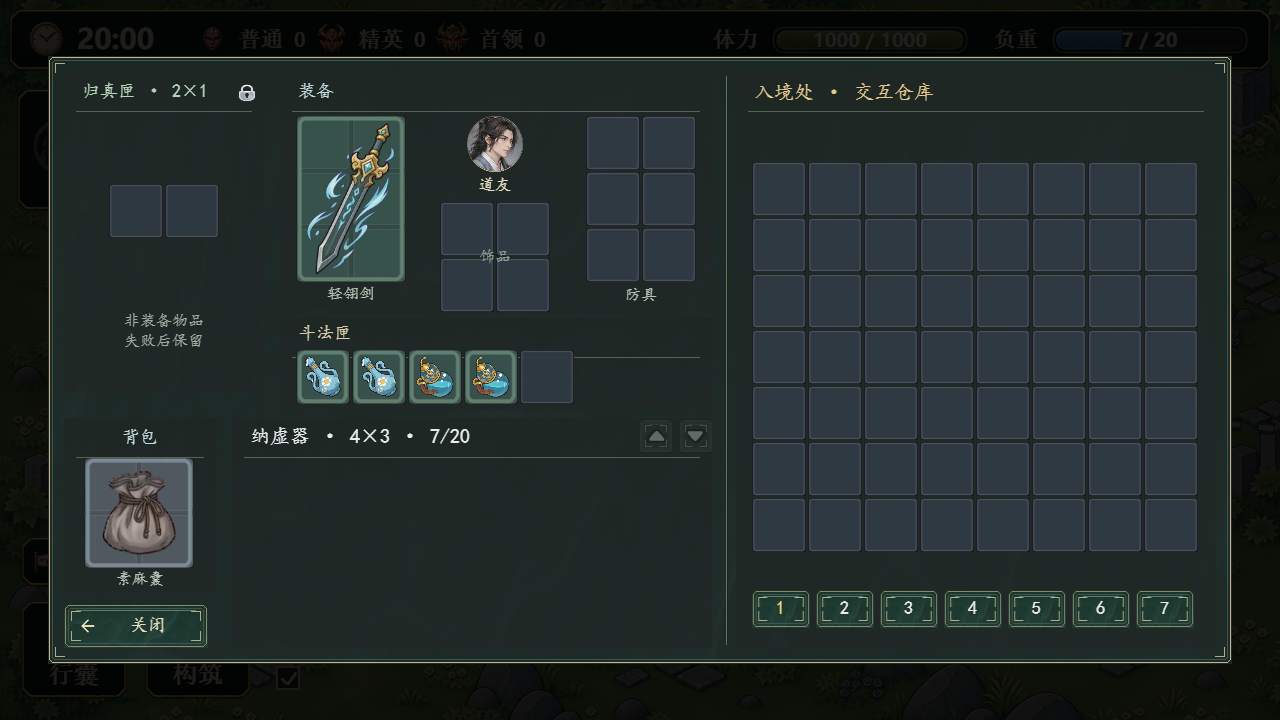 20:00 普通 0 精英 0 首领 0 体力 1000 / 1000 负重 7 / 20
归真匣 • 2×1
装备
入境处 • 交互仓库
道友
饰品
轻翎剑
防具
非装备物品
失败后保留
斗法匣
背包
纳虚器 • 4×3 • 7/20
素麻囊
关闭
1 2 3 4 5 6 7
行囊 构筑